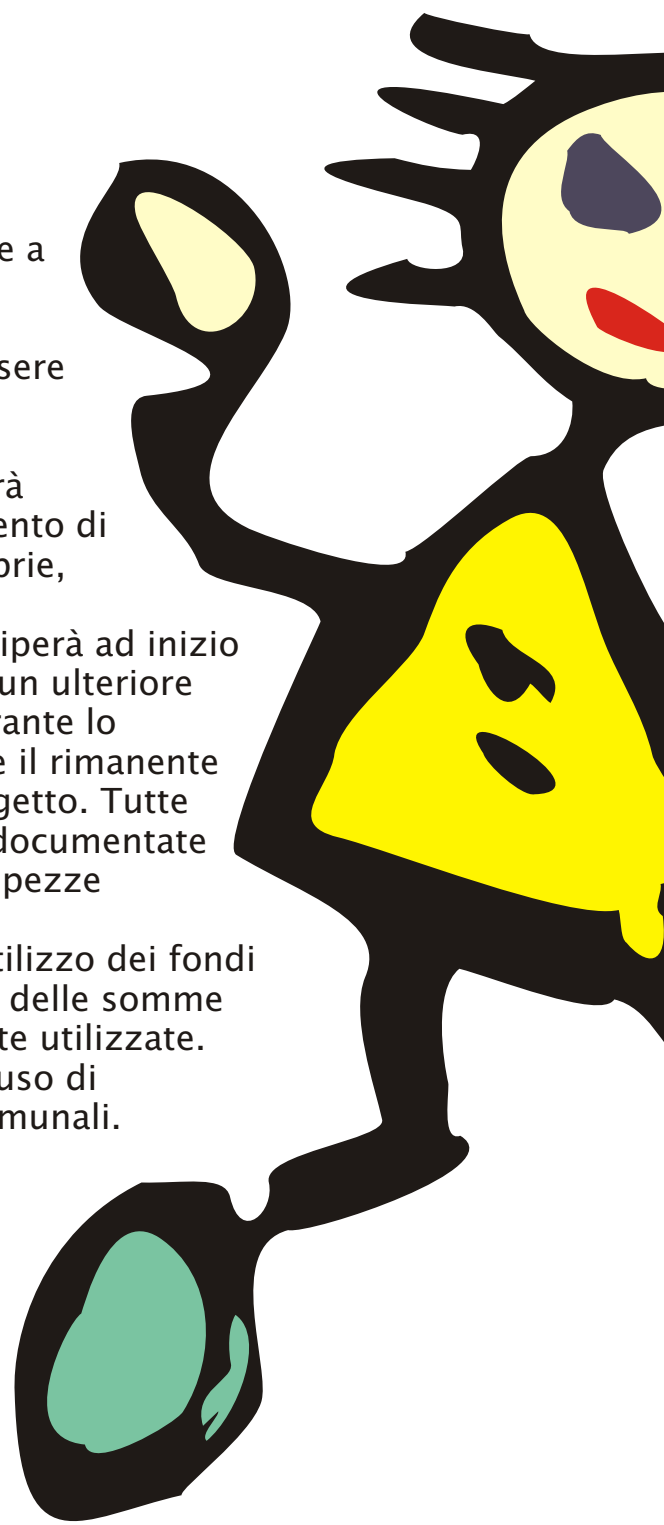 e a
sere
rà
ento di
orie,
iperà ad inizio
un ulteriore
rante lo
e il rimanente
getto. Tutte
documentate
pezze
tilizzo dei fondi
delle somme
te utilizzate.
uso di
munali.